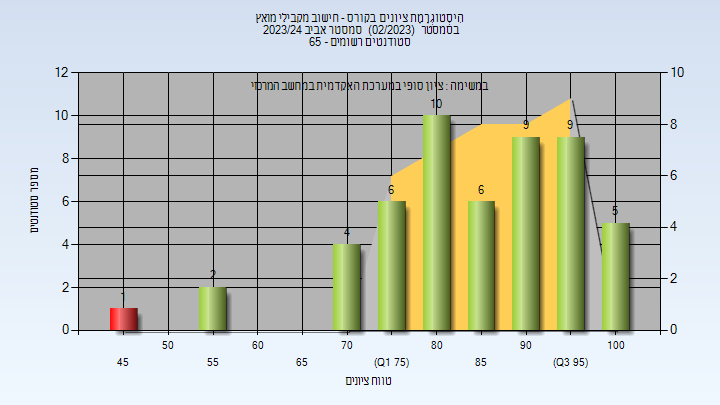 היסטוגרמת ציונים בקורס - חישוב מקבילי מואץ
בסמסטר (02/2023) סמסטר אביב 2023/24
סטודנטים רשומים - 65
במשימה : ציון סופי במערכת האקדמית במחשב המרכזי
מספר סטודנטים
12
10
8
6
4
2
0
10
8
6
4
2
0
1
2
4
6
10
6
9
9
5
50 60 70 80 90 100
45 55 65 (Q1 75) 85 (Q3 95)
טווח ציונים